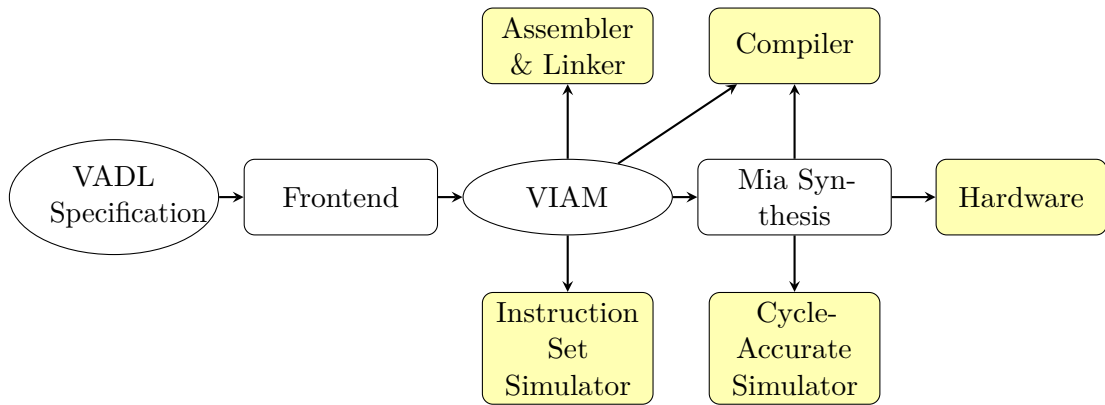 Assembler
& Linker
Compiler
VADL
Specification
Frontend
VIAM
Mia Syn-
thesis
Hardware
Instruction
Set
Simulator
Cycle-
Accurate
Simulator